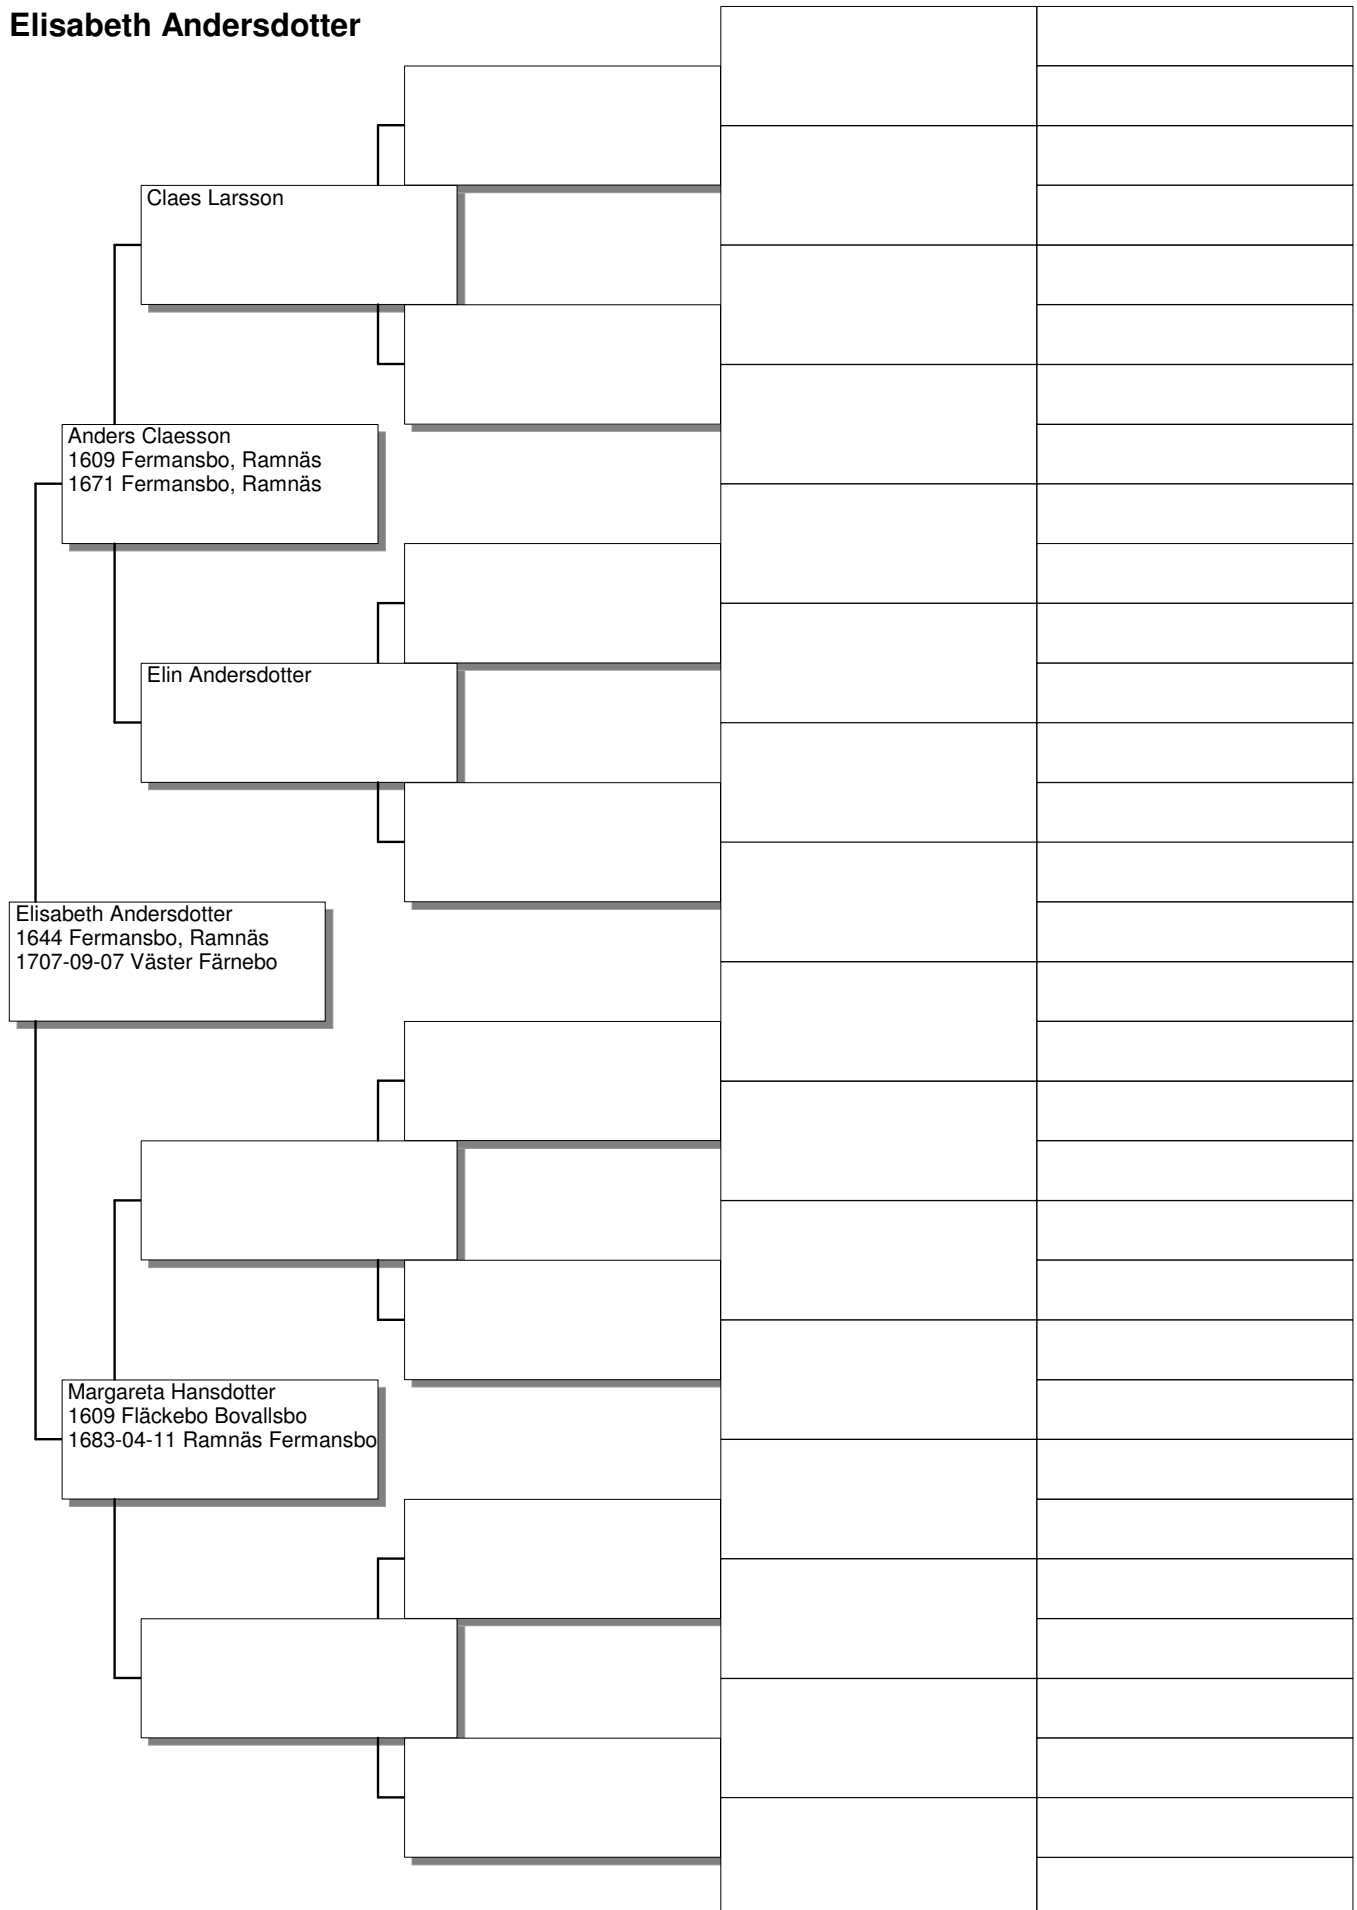 Elisabeth Andersdotter
Claes Larsson
Anders Claesson
1609 Fermansbo, Ramnäs
1671 Fermansbo, Ramnäs
Elin Andersdotter
Elisabeth Andersdotter
1644 Fermansbo, Ramnäs
1707-09-07 Väster Färnebo
Margareta Hansdotter
1609 Fläckebo Bovallsbo
1683-04-11 Ramnäs Fermansbo